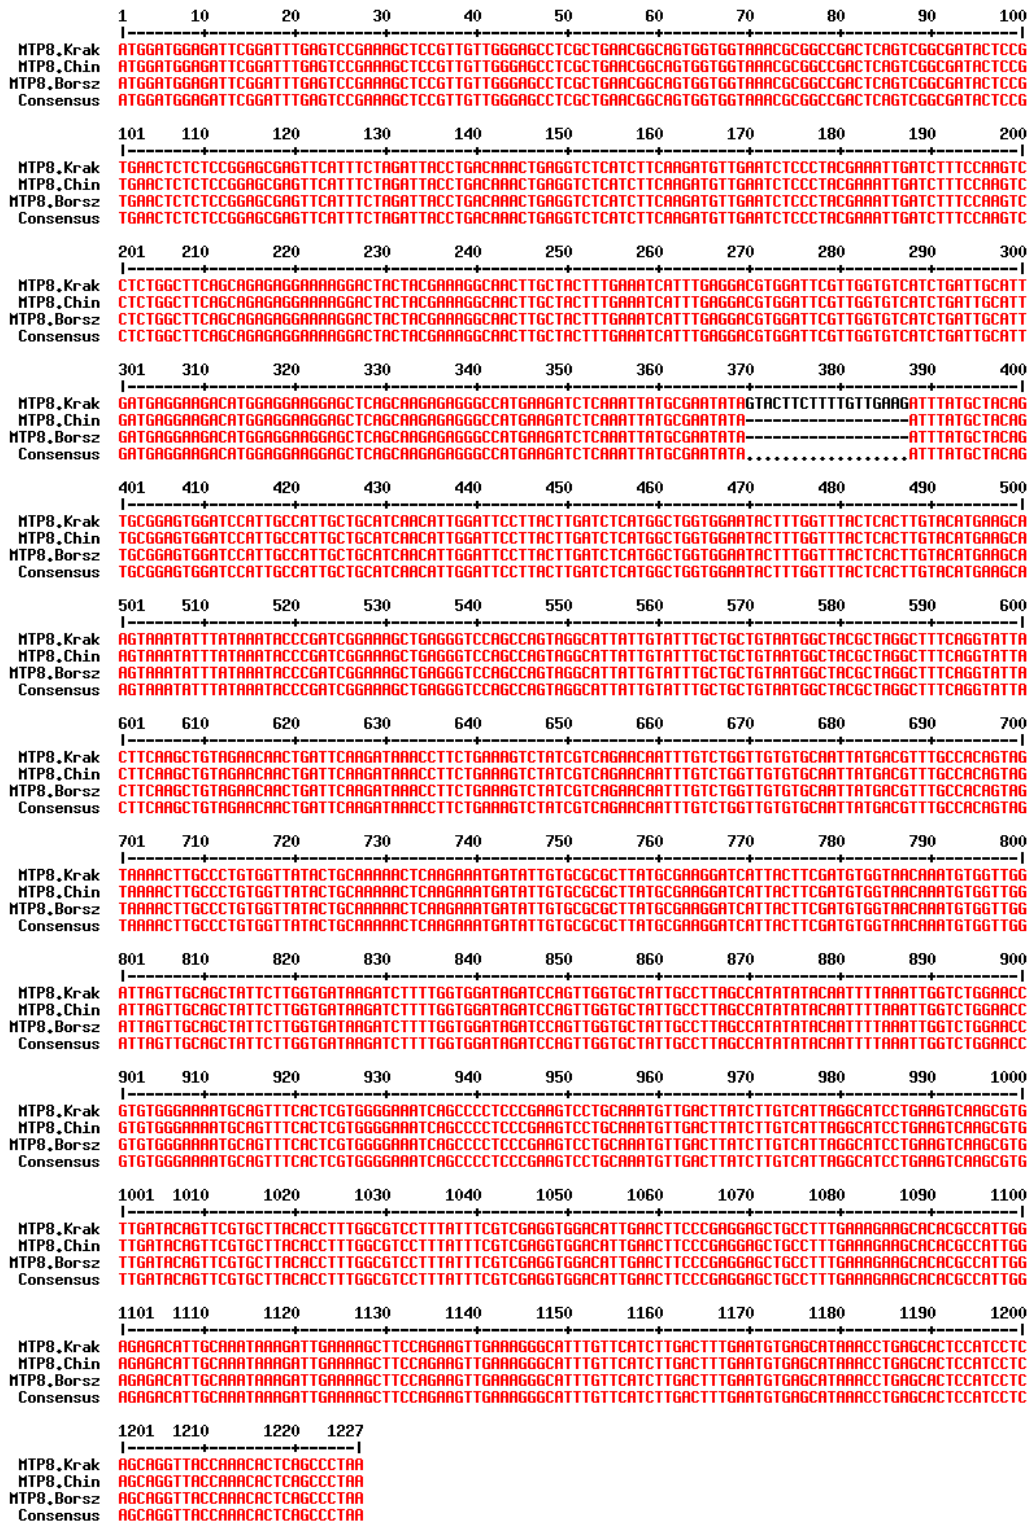 1 10 20 30 40 50 60 70 80 90 100
|--------+---------+---------+---------+---------+---------+---------+---------+---------+---------|
MTP8.Krak ATGGATGGAGATTCGGATTTGAGTCCGAAAGCTCCGTTGTTGGGAGCCTCGCTGAACGGCAGTGGTGGTAAACGCGGCCGACTCAGTCGGCGATACTCCG
MTP8.Chin ATGGATGGAGATTCGGATTTGAGTCCGAAAGCTCCGTTGTTGGGAGCCTCGCTGAACGGCAGTGGTGGTAAACGCGGCCGACTCAGTCGGCGATACTCCG
MTP8.Borsz ATGGATGGAGATTCGGATTTGAGTCCGAAAGCTCCGTTGTTGGGAGCCTCGCTGAACGGCAGTGGTGGTAAACGCGGCCGACTCAGTCGGCGATACTCCG
Consensus ATGGATGGAGATTCGGATTTGAGTCCGAAAGCTCCGTTGTTGGGAGCCTCGCTGAACGGCAGTGGTGGTAAACGCGGCCGACTCAGTCGGCGATACTCCG
101 110 120 130 140 150 160 170 180 190 200
|--------+---------+---------+---------+---------+---------+---------+---------+---------+---------|
MTP8.Krak TGAACTCTCTCCGGAGCGAGTTCATTTCTAGATTACCTGACAAACTGAGGTCTCATCTTCAAGATGTTGAATCTCCCTACGAAATTGATCTTTCCAAGTC
MTP8.Chin TGAACTCTCTCCGGAGCGAGTTCATTTCTAGATTACCTGACAAACTGAGGTCTCATCTTCAAGATGTTGAATCTCCCTACGAAATTGATCTTTCCAAGTC
MTP8.Borsz TGAACTCTCTCCGGAGCGAGTTCATTTCTAGATTACCTGACAAACTGAGGTCTCATCTTCAAGATGTTGAATCTCCCTACGAAATTGATCTTTCCAAGTC
Consensus TGAACTCTCTCCGGAGCGAGTTCATTTCTAGATTACCTGACAAACTGAGGTCTCATCTTCAAGATGTTGAATCTCCCTACGAAATTGATCTTTCCAAGTC
201 210 220 230 240 250 260 270 280 290 300
|--------+---------+---------+---------+---------+---------+---------+---------+---------+---------|
MTP8.Krak CTCTGGCTTCAGCAGAGAGGAAAAGGACTACTACGAAAGGCAACTTGCTACTTTGAAATCATTTGAGGACGTGGATTCGTTGGTGTCATCTGATTGCATT
MTP8.Chin CTCTGGCTTCAGCAGAGAGGAAAAGGACTACTACGAAAGGCAACTTGCTACTTTGAAATCATTTGAGGACGTGGATTCGTTGGTGTCATCTGATTGCATT
MTP8.Borsz CTCTGGCTTCAGCAGAGAGGAAAAGGACTACTACGAAAGGCAACTTGCTACTTTGAAATCATTTGAGGACGTGGATTCGTTGGTGTCATCTGATTGCATT
Consensus CTCTGGCTTCAGCAGAGAGGAAAAGGACTACTACGAAAGGCAACTTGCTACTTTGAAATCATTTGAGGACGTGGATTCGTTGGTGTCATCTGATTGCATT
301 310 320 330 340 350 360 370 380 390 400
|--------+---------+---------+---------+---------+---------+---------+---------+---------+---------|
MTP8.Krak GATGAGGAAGACATGGAGGAAGGAGCTCAGCAAGAGAGGGCCATGAAGATCTCAAATTATGCGAATATAGTACTTCTTTTGTTGAAGATTTATGCTACAG
MTP8.Chin GATGAGGAAGACATGGAGGAAGGAGCTCAGCAAGAGAGGGCCATGAAGATCTCAAATTATGCGAATATA------------------ATTTATGCTACAG
MTP8.Borsz GATGAGGAAGACATGGAGGAAGGAGCTCAGCAAGAGAGGGCCATGAAGATCTCAAATTATGCGAATATA------------------ATTTATGCTACAG
Consensus GATGAGGAAGACATGGAGGAAGGAGCTCAGCAAGAGAGGGCCATGAAGATCTCAAATTATGCGAATATA..................ATTTATGCTACAG
401 410 420 430 440 450 460 470 480 490 500
|--------+---------+---------+---------+---------+---------+---------+---------+---------+---------|
MTP8.Krak TGCGGAGTGGATCCATTGCCATTGCTGCATCAACATTGGATTCCTTACTTGATCTCATGGCTGGTGGAATACTTTGGTTTACTCACTTGTACATGAAGCA
MTP8.Chin TGCGGAGTGGATCCATTGCCATTGCTGCATCAACATTGGATTCCTTACTTGATCTCATGGCTGGTGGAATACTTTGGTTTACTCACTTGTACATGAAGCA
MTP8.Borsz TGCGGAGTGGATCCATTGCCATTGCTGCATCAACATTGGATTCCTTACTTGATCTCATGGCTGGTGGAATACTTTGGTTTACTCACTTGTACATGAAGCA
Consensus TGCGGAGTGGATCCATTGCCATTGCTGCATCAACATTGGATTCCTTACTTGATCTCATGGCTGGTGGAATACTTTGGTTTACTCACTTGTACATGAAGCA
501 510 520 530 540 550 560 570 580 590 600
|--------+---------+---------+---------+---------+---------+---------+---------+---------+---------|
MTP8.Krak AGTAAATATTTATAAATACCCGATCGGAAAGCTGAGGGTCCAGCCAGTAGGCATTATTGTATTTGCTGCTGTAATGGCTACGCTAGGCTTTCAGGTATTA
MTP8.Chin AGTAAATATTTATAAATACCCGATCGGAAAGCTGAGGGTCCAGCCAGTAGGCATTATTGTATTTGCTGCTGTAATGGCTACGCTAGGCTTTCAGGTATTA
MTP8.Borsz AGTAAATATTTATAAATACCCGATCGGAAAGCTGAGGGTCCAGCCAGTAGGCATTATTGTATTTGCTGCTGTAATGGCTACGCTAGGCTTTCAGGTATTA
Consensus AGTAAATATTTATAAATACCCGATCGGAAAGCTGAGGGTCCAGCCAGTAGGCATTATTGTATTTGCTGCTGTAATGGCTACGCTAGGCTTTCAGGTATTA
601 610 620 630 640 650 660 670 680 690 700
|--------+---------+---------+---------+---------+---------+---------+---------+---------+---------|
MTP8.Krak CTTCAAGCTGTAGAACAACTGATTCAAGATAAACCTTCTGAAAGTCTATCGTCAGAACAATTTGTCTGGTTGTGTGCAATTATGACGTTTGCCACAGTAG
MTP8.Chin CTTCAAGCTGTAGAACAACTGATTCAAGATAAACCTTCTGAAAGTCTATCGTCAGAACAATTTGTCTGGTTGTGTGCAATTATGACGTTTGCCACAGTAG
MTP8.Borsz CTTCAAGCTGTAGAACAACTGATTCAAGATAAACCTTCTGAAAGTCTATCGTCAGAACAATTTGTCTGGTTGTGTGCAATTATGACGTTTGCCACAGTAG
Consensus CTTCAAGCTGTAGAACAACTGATTCAAGATAAACCTTCTGAAAGTCTATCGTCAGAACAATTTGTCTGGTTGTGTGCAATTATGACGTTTGCCACAGTAG
701 710 720 730 740 750 760 770 780 790 800
|--------+---------+---------+---------+---------+---------+---------+---------+---------+---------|
MTP8.Krak TAAAACTTGCCCTGTGGTTATACTGCAAAAACTCAAGAAATGATATTGTGCGCGCTTATGCGAAGGATCATTACTTCGATGTGGTAACAAATGTGGTTGG
MTP8.Chin TAAAACTTGCCCTGTGGTTATACTGCAAAAACTCAAGAAATGATATTGTGCGCGCTTATGCGAAGGATCATTACTTCGATGTGGTAACAAATGTGGTTGG
MTP8.Borsz TAAAACTTGCCCTGTGGTTATACTGCAAAAACTCAAGAAATGATATTGTGCGCGCTTATGCGAAGGATCATTACTTCGATGTGGTAACAAATGTGGTTGG
Consensus TAAAACTTGCCCTGTGGTTATACTGCAAAAACTCAAGAAATGATATTGTGCGCGCTTATGCGAAGGATCATTACTTCGATGTGGTAACAAATGTGGTTGG
801 810 820 830 840 850 860 870 880 890 900
|--------+---------+---------+---------+---------+---------+---------+---------+---------+---------|
MTP8.Krak ATTAGTTGCAGCTATTCTTGGTGATAAGATCTTTTGGTGGATAGATCCAGTTGGTGCTATTGCCTTAGCCATATATACAATTTTAAATTGGTCTGGAACC
MTP8.Chin ATTAGTTGCAGCTATTCTTGGTGATAAGATCTTTTGGTGGATAGATCCAGTTGGTGCTATTGCCTTAGCCATATATACAATTTTAAATTGGTCTGGAACC
MTP8.Borsz ATTAGTTGCAGCTATTCTTGGTGATAAGATCTTTTGGTGGATAGATCCAGTTGGTGCTATTGCCTTAGCCATATATACAATTTTAAATTGGTCTGGAACC
Consensus ATTAGTTGCAGCTATTCTTGGTGATAAGATCTTTTGGTGGATAGATCCAGTTGGTGCTATTGCCTTAGCCATATATACAATTTTAAATTGGTCTGGAACC
901 910 920 930 940 950 960 970 980 990 1000
|--------+---------+---------+---------+---------+---------+---------+---------+---------+---------|
MTP8.Krak GTGTGGGAAAATGCAGTTTCACTCGTGGGGAAATCAGCCCCTCCCGAAGTCCTGCAAATGTTGACTTATCTTGTCATTAGGCATCCTGAAGTCAAGCGTG
MTP8.Chin GTGTGGGAAAATGCAGTTTCACTCGTGGGGAAATCAGCCCCTCCCGAAGTCCTGCAAATGTTGACTTATCTTGTCATTAGGCATCCTGAAGTCAAGCGTG
MTP8.Borsz GTGTGGGAAAATGCAGTTTCACTCGTGGGGAAATCAGCCCCTCCCGAAGTCCTGCAAATGTTGACTTATCTTGTCATTAGGCATCCTGAAGTCAAGCGTG
Consensus GTGTGGGAAAATGCAGTTTCACTCGTGGGGAAATCAGCCCCTCCCGAAGTCCTGCAAATGTTGACTTATCTTGTCATTAGGCATCCTGAAGTCAAGCGTG
1001 1010 1020 1030 1040 1050 1060 1070 1080 1090 1100
|--------+---------+---------+---------+---------+---------+---------+---------+---------+---------|
MTP8.Krak TTGATACAGTTCGTGCTTACACCTTTGGCGTCCTTTATTTCGTCGAGGTGGACATTGAACTTCCCGAGGAGCTGCCTTTGAAAGAAGCACACGCCATTGG
MTP8.Chin TTGATACAGTTCGTGCTTACACCTTTGGCGTCCTTTATTTCGTCGAGGTGGACATTGAACTTCCCGAGGAGCTGCCTTTGAAAGAAGCACACGCCATTGG
MTP8.Borsz TTGATACAGTTCGTGCTTACACCTTTGGCGTCCTTTATTTCGTCGAGGTGGACATTGAACTTCCCGAGGAGCTGCCTTTGAAAGAAGCACACGCCATTGG
Consensus TTGATACAGTTCGTGCTTACACCTTTGGCGTCCTTTATTTCGTCGAGGTGGACATTGAACTTCCCGAGGAGCTGCCTTTGAAAGAAGCACACGCCATTGG
1101 1110 1120 1130 1140 1150 1160 1170 1180 1190 1200
|--------+---------+---------+---------+---------+---------+---------+---------+---------+---------|
MTP8.Krak AGAGACATTGCAAATAAAGATTGAAAAGCTTCCAGAAGTTGAAAGGGCATTTGTTCATCTTGACTTTGAATGTGAGCATAAACCTGAGCACTCCATCCTC
MTP8.Chin AGAGACATTGCAAATAAAGATTGAAAAGCTTCCAGAAGTTGAAAGGGCATTTGTTCATCTTGACTTTGAATGTGAGCATAAACCTGAGCACTCCATCCTC
MTP8.Borsz AGAGACATTGCAAATAAAGATTGAAAAGCTTCCAGAAGTTGAAAGGGCATTTGTTCATCTTGACTTTGAATGTGAGCATAAACCTGAGCACTCCATCCTC
Consensus AGAGACATTGCAAATAAAGATTGAAAAGCTTCCAGAAGTTGAAAGGGCATTTGTTCATCTTGACTTTGAATGTGAGCATAAACCTGAGCACTCCATCCTC
1201 1210 1220 1227
|--------+---------+------|
MTP8.Krak AGCAGGTTACCAAACACTCAGCCCTAA
MTP8.Chin AGCAGGTTACCAAACACTCAGCCCTAA
MTP8.Borsz AGCAGGTTACCAAACACTCAGCCCTAA
Consensus AGCAGGTTACCAAACACTCAGCCCTAA